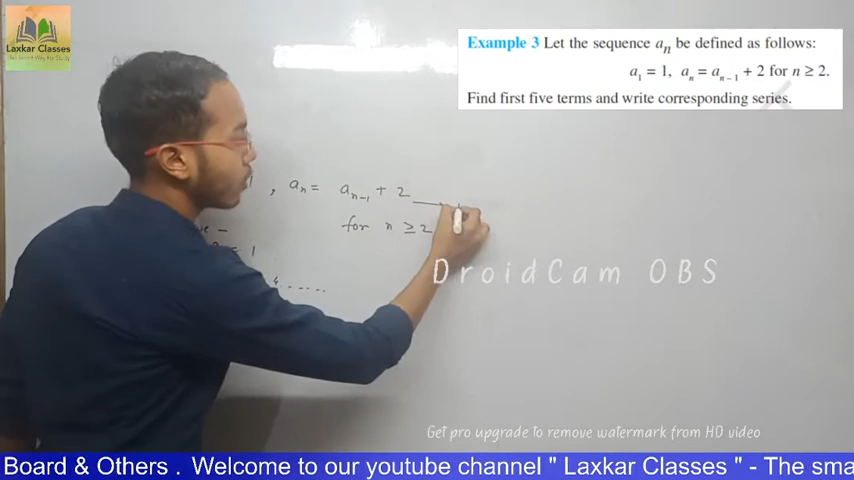 Laxkar Classes
Example 3 Let the sequence aₙ be defined as follows:
a₁ = 1, aₙ = aₙ₋₁ + 2 for n ≥ 2.
Find first five terms and write corresponding series.
1 , aₙ = aₙ₋₁ + 2
for n ≥ 2
= 1
DroidCam OBS
Get pro upgrade to remove watermark from HD video
Board & Others . Welcome to our youtube channel " Laxkar Classes " - The sma